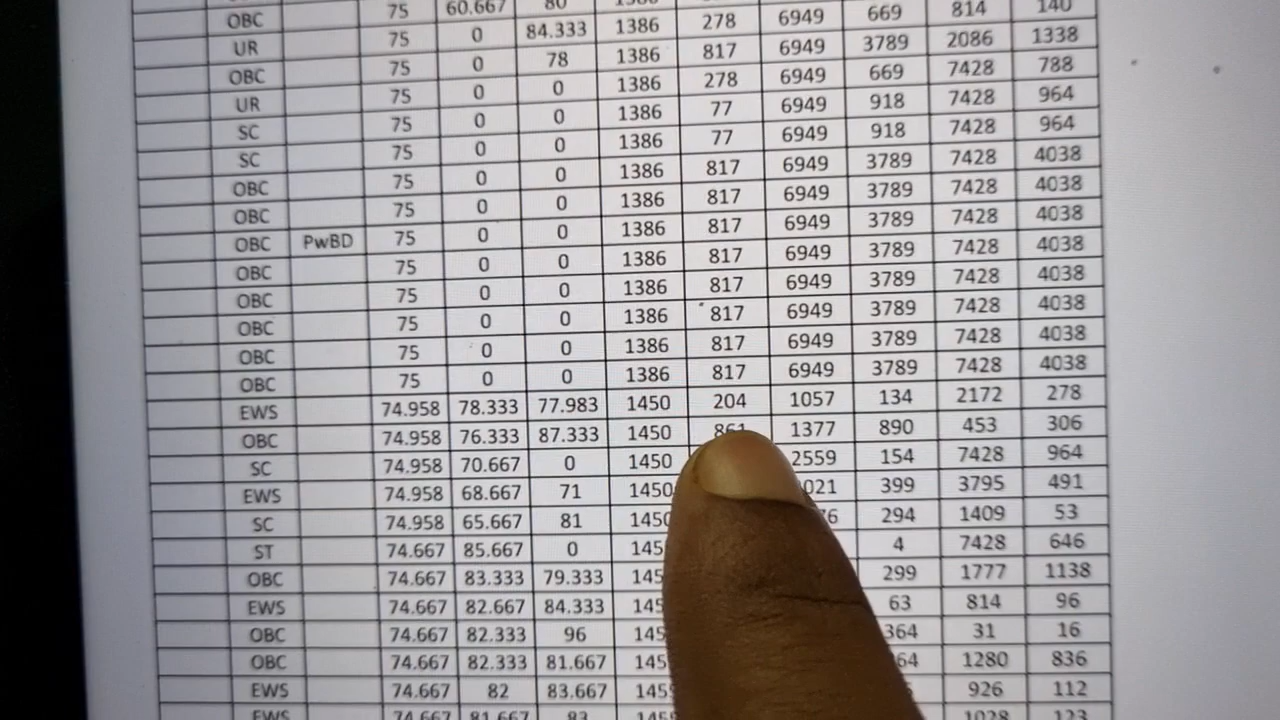 OBC 75 60.667 80
UR 75 0 84.333 1386 278 6949 669 814 140
OBC 75 0 78 1386 817 6949 3789 2086 1338
UR 75 0 0 1386 278 6949 669 7428 788
SC 75 0 0 1386 77 6949 918 7428 964
SC 75 0 0 1386 77 6949 918 7428 964
OBC 75 0 0 1386 817 6949 3789 7428 4038
OBC 75 0 0 1386 817 6949 3789 7428 4038
OBC PwBD 75 0 0 1386 817 6949 3789 7428 4038
OBC 75 0 0 1386 817 6949 3789 7428 4038
OBC 75 0 0 1386 817 6949 3789 7428 4038
OBC 75 0 0 1386 817 6949 3789 7428 4038
OBC 75 0 0 1386 817 6949 3789 7428 4038
OBC 75 0 0 1386 817 6949 3789 7428 4038
EWS 74.958 78.333 77.983 1450 204 1057 134 2172 278
OBC 74.958 76.333 87.333 1450 861 1377 890 453 306
SC 74.958 70.667 0 1450 2559 154 7428 964
EWS 74.958 68.667 71 1450 399 3795 491
SC 74.958 65.667 81 1450 294 1409 53
ST 74.667 85.667 0 4 7428 646
OBC 74.667 83.333 79.333 299 1777 1138
EWS 74.667 82.667 84.333 63 814 96
OBC 74.667 82.333 96 31 16
OBC 74.667 82.333 81.667 1280 836
EWS 74.667 82 83.667 926 112
EWS 74.667 81.667 83 1028 123